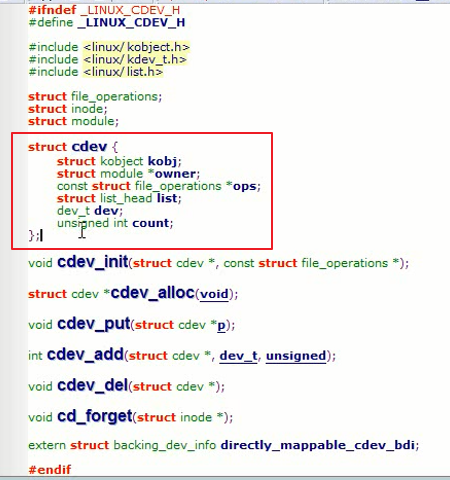 #ifndef _LINUX_CDEV_H
#define _LINUX_CDEV_H
#include <linux/kobject.h>
#include <linux/kdev_t.h>
#include <linux/list.h>
struct file_operations;
struct inode;
struct module;
struct cdev {
struct kobject kobj;
struct module *owner;
const struct file_operations *ops;
struct list_head list;
dev_t dev;
unsigned int count;
};
void cdev_init(struct cdev *, const struct file_operations *);
struct cdev *cdev_alloc(void);
void cdev_put(struct cdev *p);
int cdev_add(struct cdev *, dev_t, unsigned);
void cdev_del(struct cdev *);
void cd_forget(struct inode *);
extern struct backing_dev_info directly_mappable_cdev_bdi;
#endif